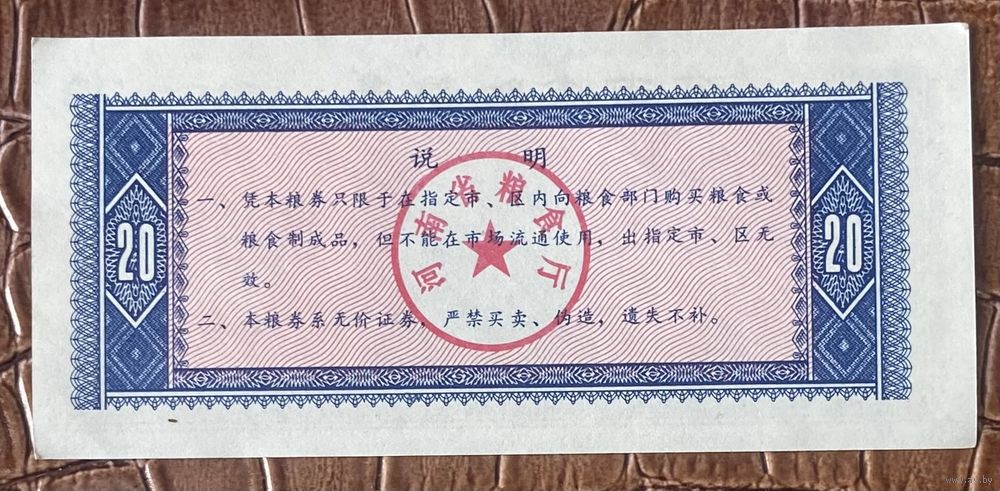 说 明
一、凭本粮券只限于在指定市、区内向粮食部门购买粮食或
粮食制成品，但不能在市场流通使用，出指定市、区无
效。
二、本粮券系无价证券，严禁买卖、伪造，遗失不补。
河南省粮食厅
20
20
www.ay.by